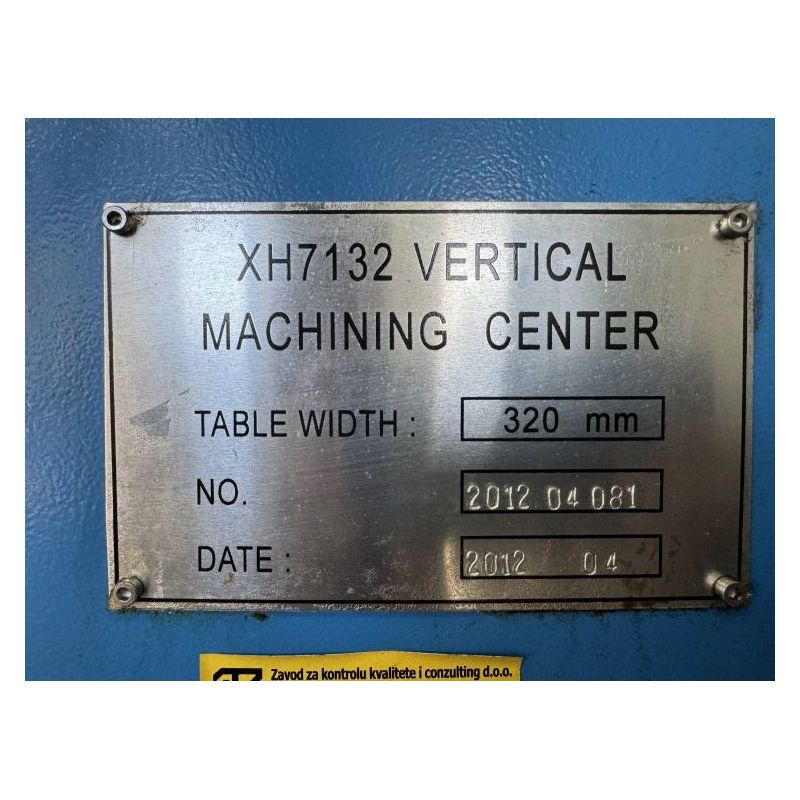 XH7132 VERTICAL
MACHINING CENTER
TABLE WIDTH : 320 mm
NO. 2012 04 081
DATE : 2012 04
Zavod za kontrolu kvalitete i conzulting d.o.o.